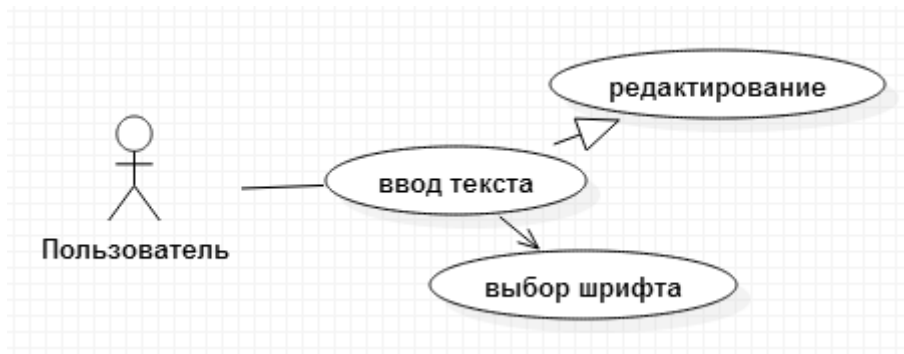 редактирование
ввод текста
Пользователь
выбор шрифта